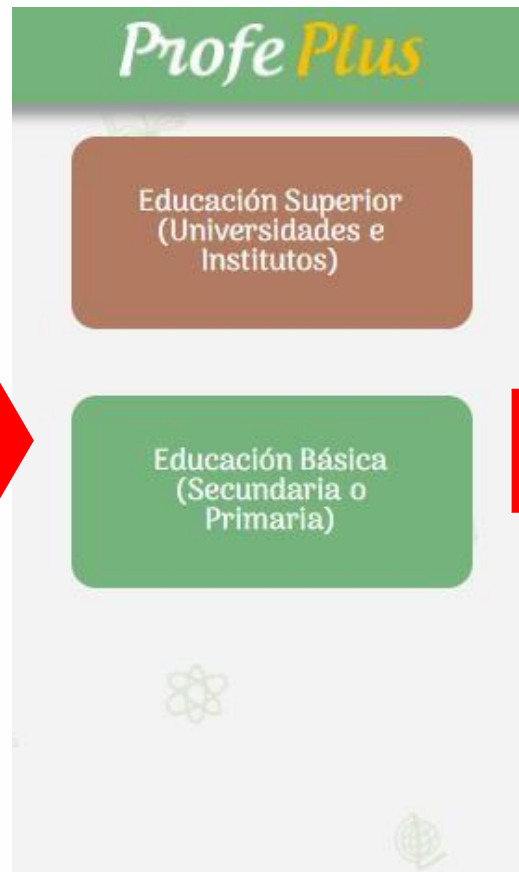 Profe Plus
Educación Superior
(Universidades e
Institutos)
Educación Básica
(Secundaria o
Primaria)